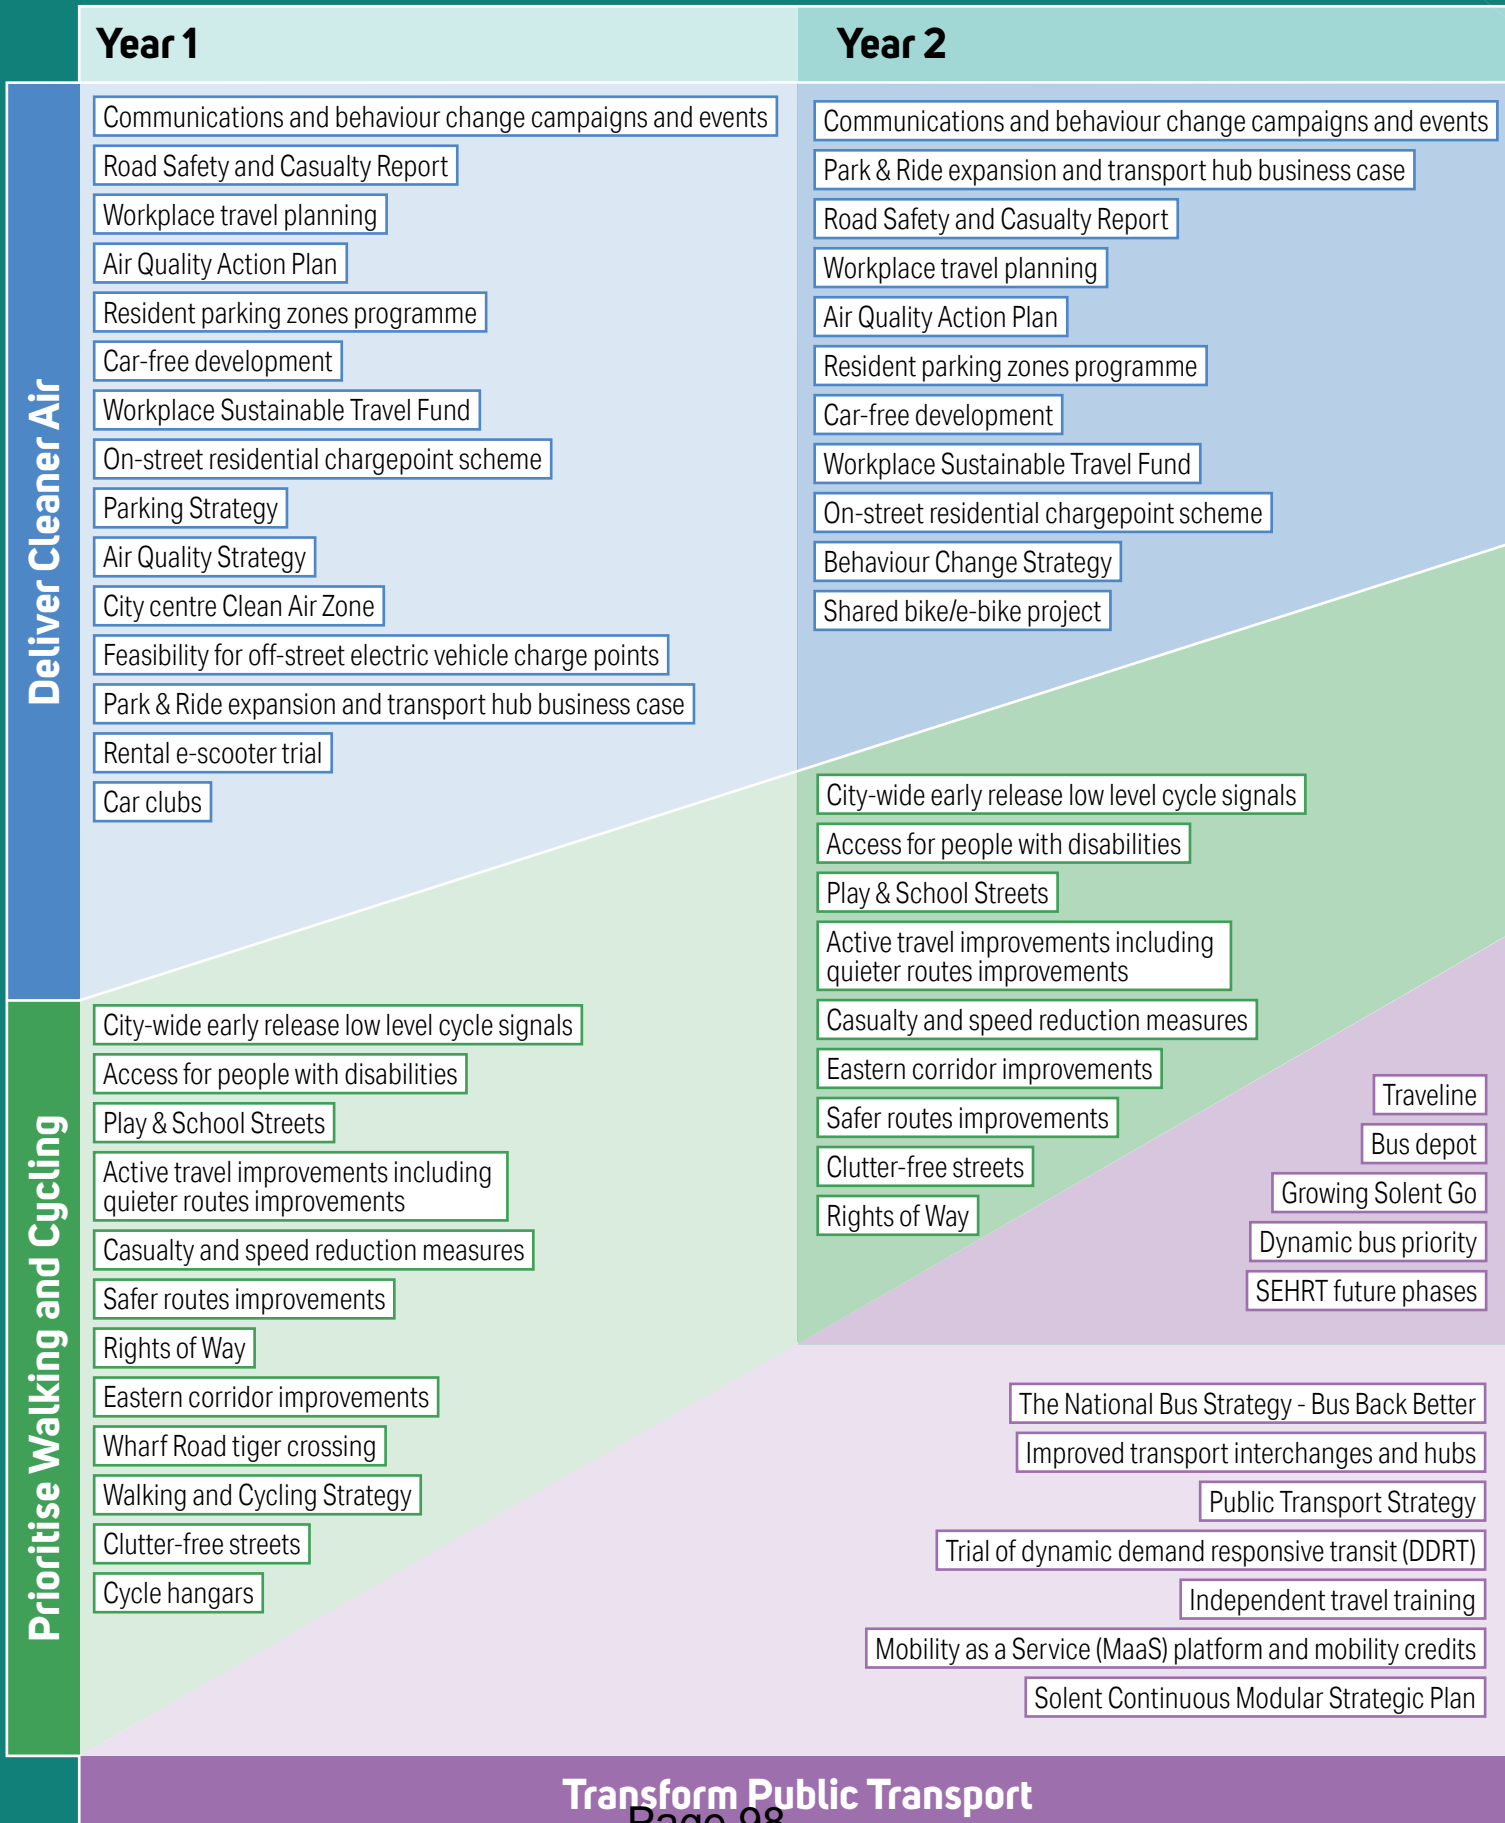 Year 1
Year 2
Deliver Cleaner Air
Communications and behaviour change campaigns and events
Road Safety and Casualty Report
Workplace travel planning
Air Quality Action Plan
Resident parking zones programme
Car-free development
Workplace Sustainable Travel Fund
On-street residential chargepoint scheme
Parking Strategy
Air Quality Strategy
City centre Clean Air Zone
Feasibility for off-street electric vehicle charge points
Park & Ride expansion and transport hub business case
Rental e-scooter trial
Car clubs
Communications and behaviour change campaigns and events
Park & Ride expansion and transport hub business case
Road Safety and Casualty Report
Workplace travel planning
Air Quality Action Plan
Resident parking zones programme
Car-free development
Workplace Sustainable Travel Fund
On-street residential chargepoint scheme
Behaviour Change Strategy
Shared bike/e-bike project
Prioritise Walking and Cycling
City-wide early release low level cycle signals
Access for people with disabilities
Play & School Streets
Active travel improvements including
quieter routes improvements
Casualty and speed reduction measures
Safer routes improvements
Rights of Way
Eastern corridor improvements
Wharf Road tiger crossing
Walking and Cycling Strategy
Clutter-free streets
Cycle hangars
City-wide early release low level cycle signals
Access for people with disabilities
Play & School Streets
Active travel improvements including
quieter routes improvements
Casualty and speed reduction measures
Eastern corridor improvements
Safer routes improvements
Clutter-free streets
Rights of Way
Traveline
Bus depot
Growing Solent Go
Dynamic bus priority
SEHRT future phases
The National Bus Strategy - Bus Back Better
Improved transport interchanges and hubs
Public Transport Strategy
Trial of dynamic demand responsive transit (DDRT)
Independent travel training
Mobility as a Service (MaaS) platform and mobility credits
Solent Continuous Modular Strategic Plan
Transform Public Transport
Page 98